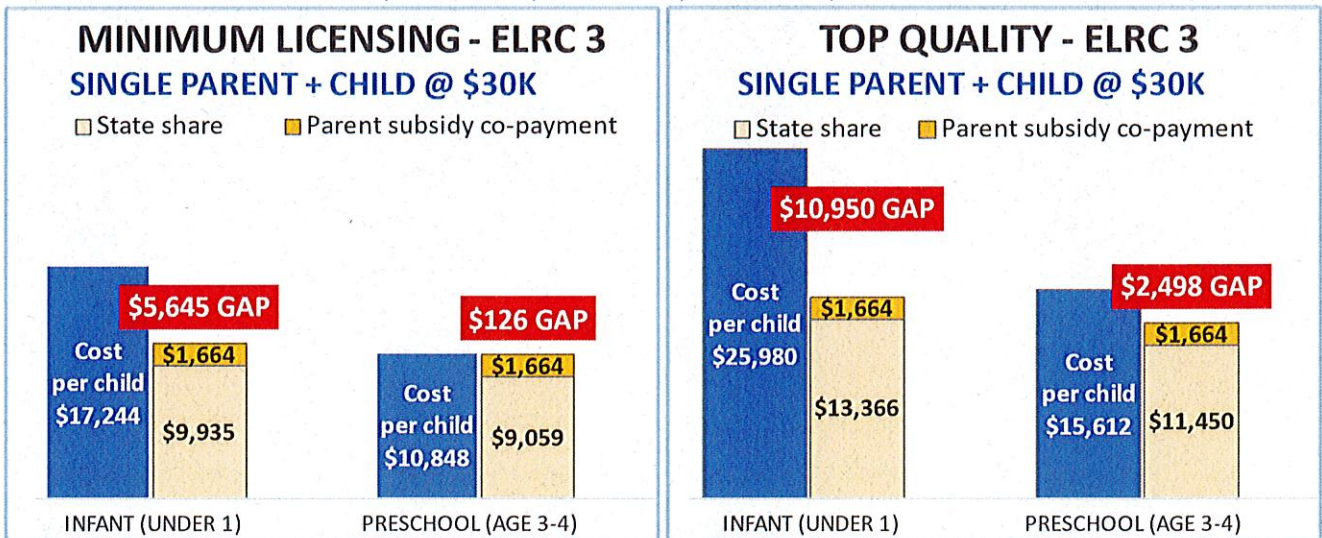 MINIMUM LICENSING - ELRC 3
SINGLE PARENT + CHILD @ $30K
State share
Parent subsidy co-payment
$5,645 GAP
Cost
per child
$17,244
$1,664
$9,935
$126 GAP
Cost
per child
$10,848
$1,664
$9,059
INFANT (UNDER 1)
PRESCHOOL (AGE 3-4)
TOP QUALITY - ELRC 3
SINGLE PARENT + CHILD @ $30K
State share
Parent subsidy co-payment
$10,950 GAP
Cost
per child
$25,980
$1,664
$13,366
$2,498 GAP
Cost
per child
$15,612
$1,664
$11,450
INFANT (UNDER 1)
PRESCHOOL (AGE 3-4)